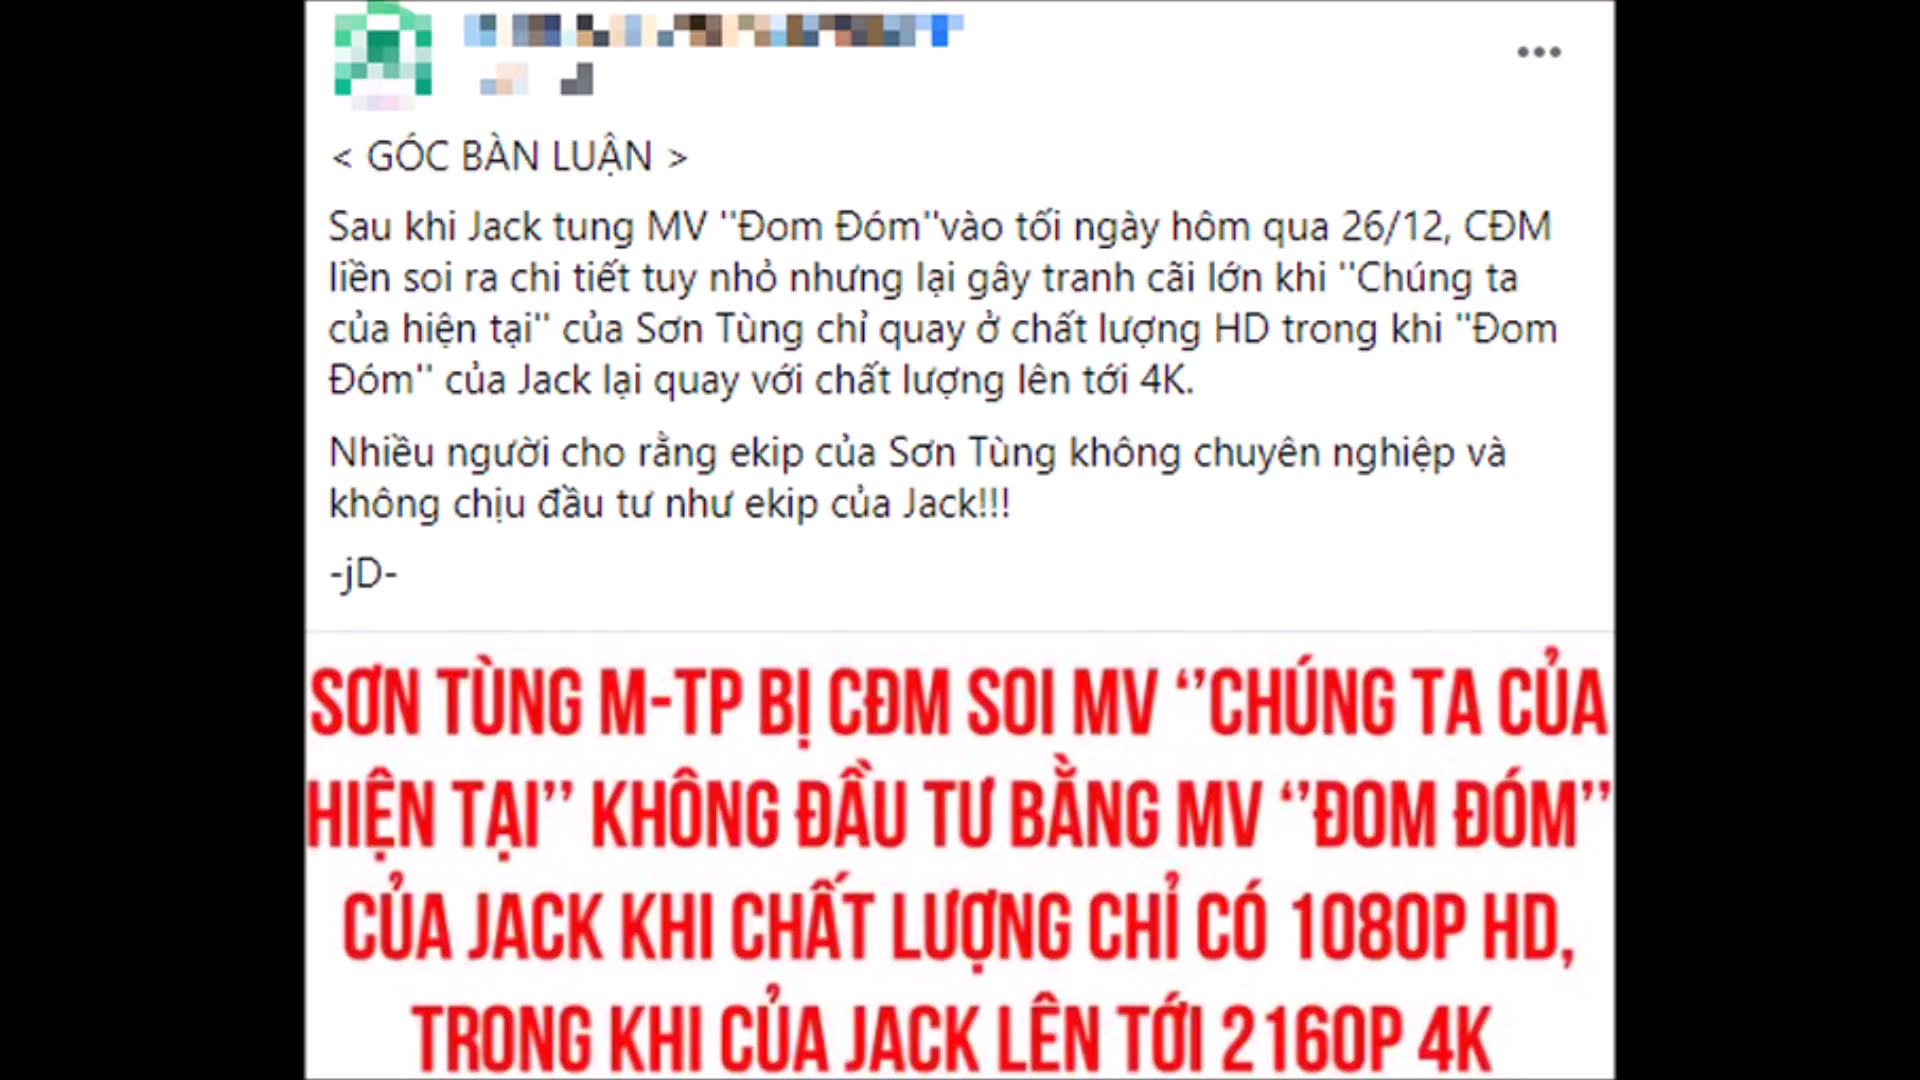 < GÓC BÀN LUẬN >
Sau khi Jack tung MV ''Đom Đóm''vào tối ngày hôm qua 26/12, CĐM
liền soi ra chi tiết tuy nhỏ nhưng lại gây tranh cãi lớn khi ''Chúng ta
của hiện tại'' của Sơn Tùng chỉ quay ở chất lượng HD trong khi ''Đom
Đóm'' của Jack lại quay với chất lượng lên tới 4K.
Nhiều người cho rằng ekip của Sơn Tùng không chuyên nghiệp và
không chịu đầu tư như ekip của Jack!!!
-jD-
SƠN TÙNG M-TP BỊ CĐM SOI MV ‘’CHÚNG TA CỦA
HIỆN TẠI’’ KHÔNG ĐẦU TƯ BẰNG MV ‘’ĐOM ĐÓM’’
CỦA JACK KHI CHẤT LƯỢNG CHỈ CÓ 1080P HD,
TRONG KHI CỦA JACK LÊN TỚI 2160P 4K